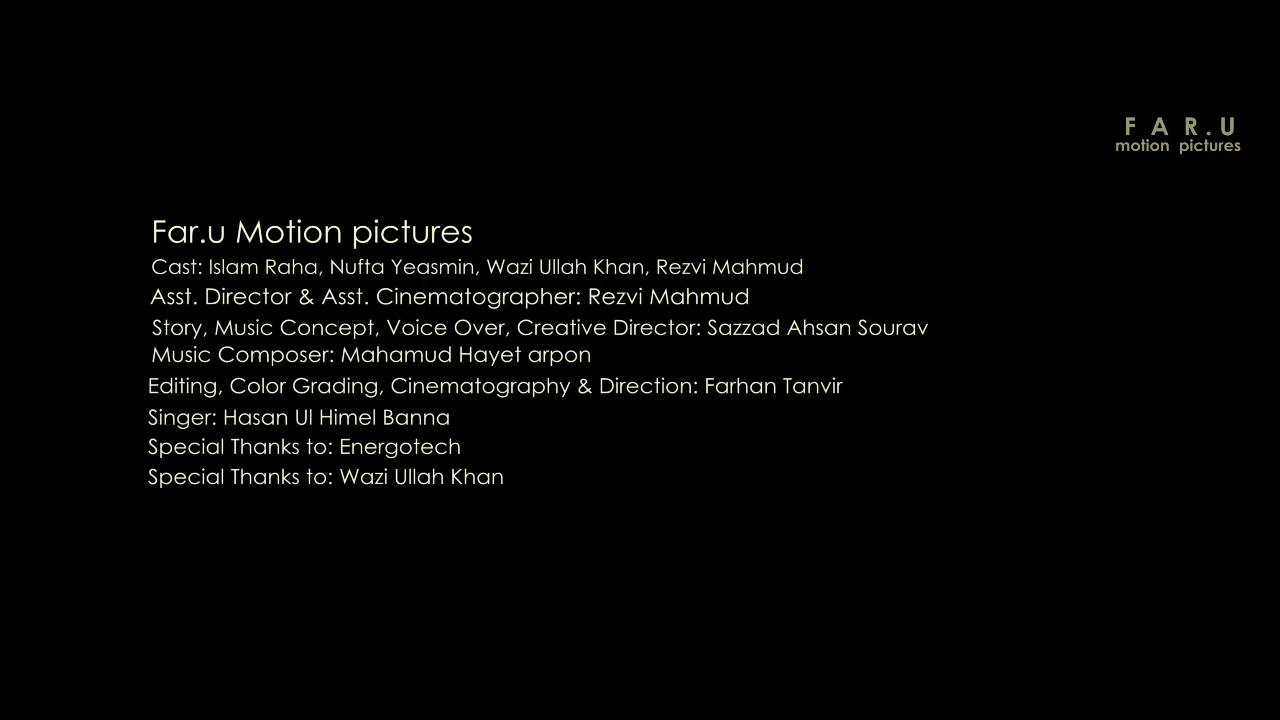 F A R . U
motion pictures
Far.u Motion pictures
Cast: Islam Raha, Nufta Yeasmin, Wazi Ullah Khan, Rezvi Mahmud
Asst. Director & Asst. Cinematographer: Rezvi Mahmud
Story, Music Concept, Voice Over, Creative Director: Sazzad Ahsan Sourav
Music Composer: Mahamud Hayet arpon
Editing, Color Grading, Cinematography & Direction: Farhan Tanvir
Singer: Hasan Ul Himel Banna
Special Thanks to: Energotech
Special Thanks to: Wazi Ullah Khan